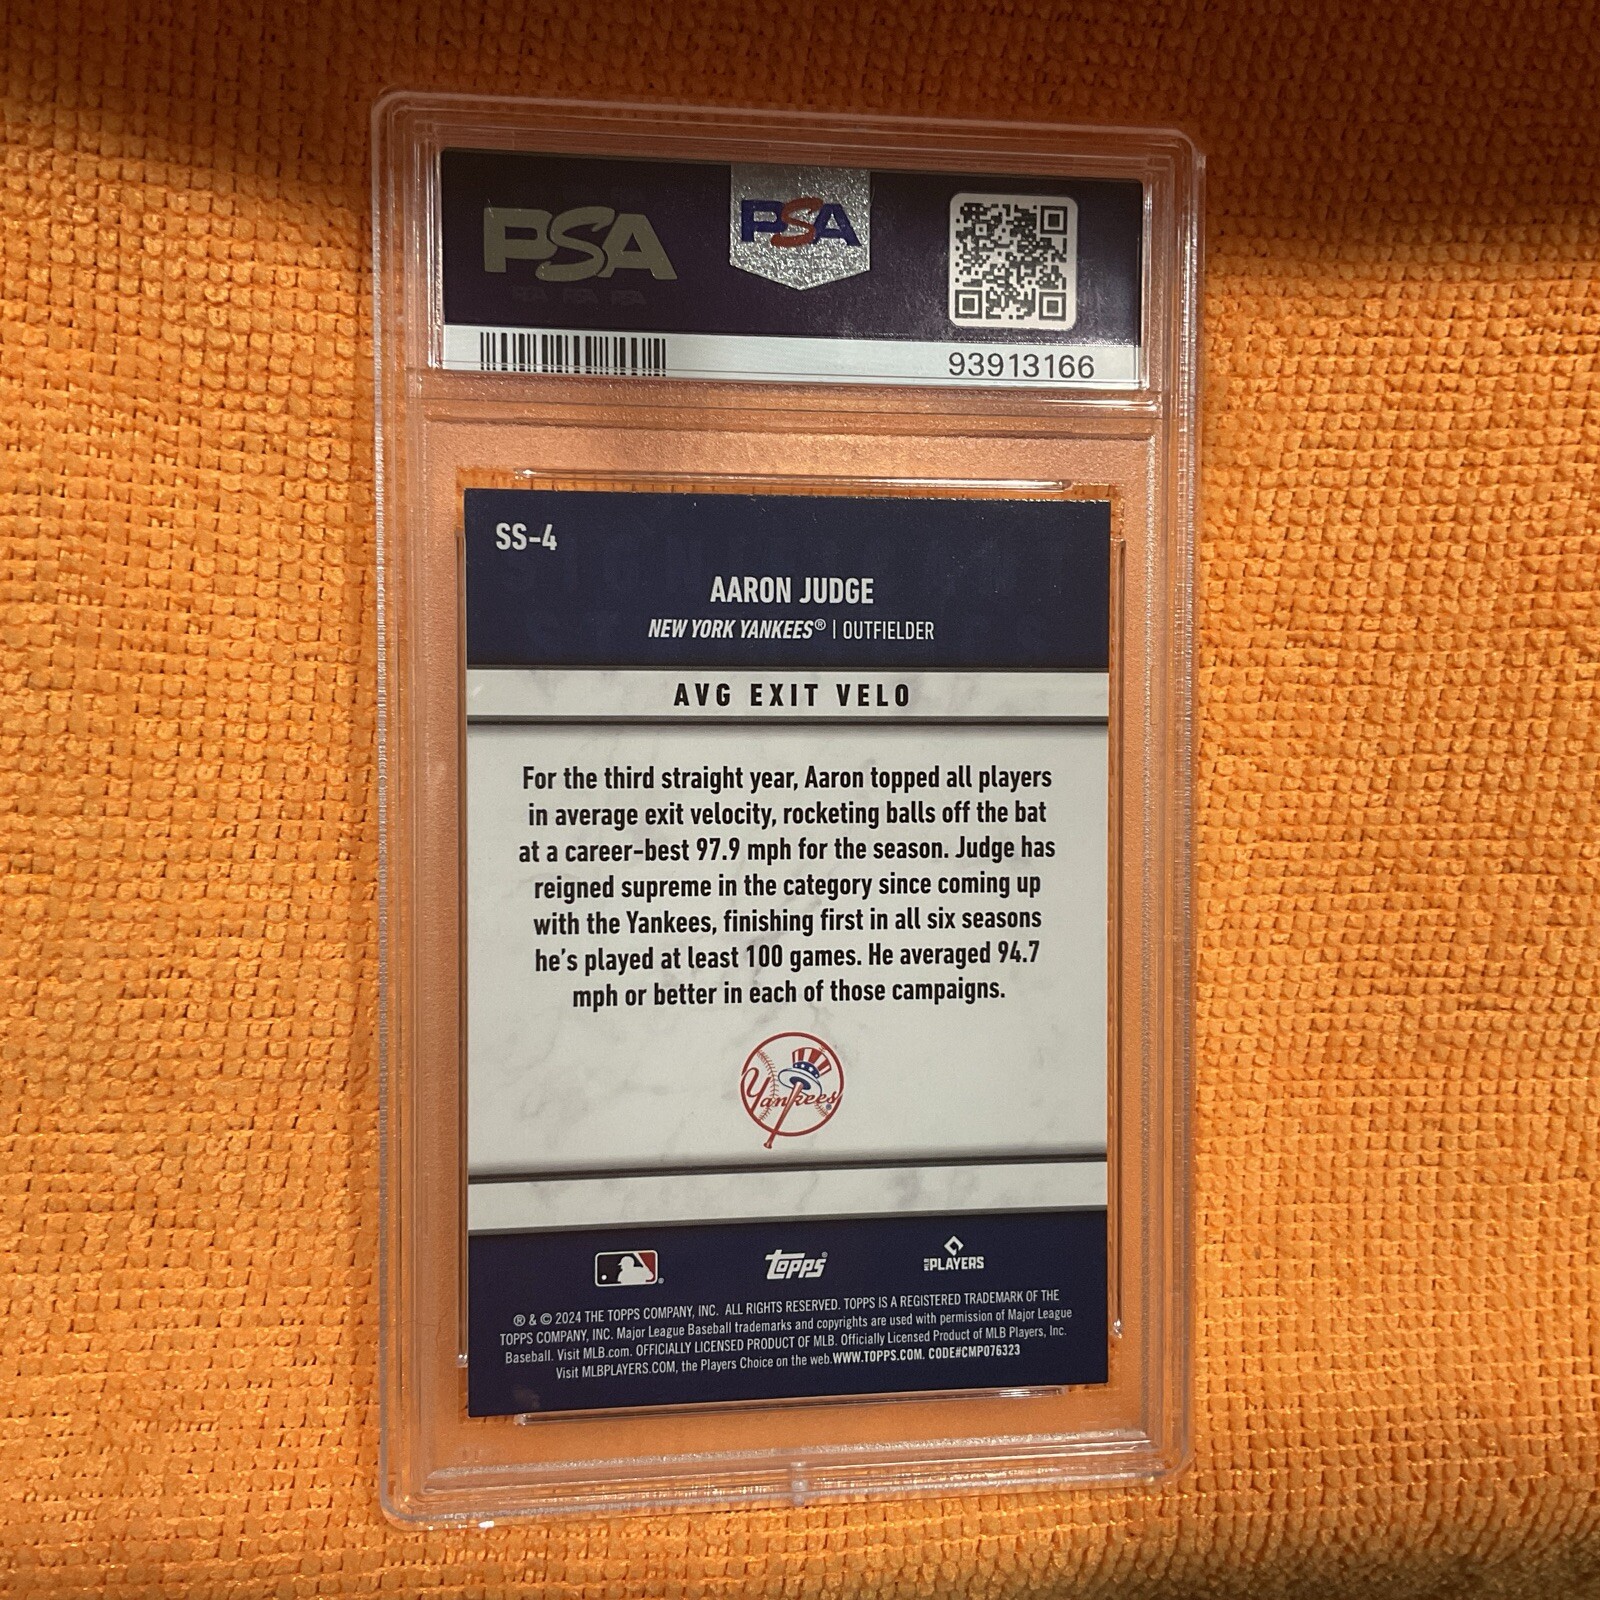 PSA
PSA
93913166
SS-4
AARON JUDGE
NEW YORK YANKEES® | OUTFIELDER
AVG EXIT VELO
For the third straight year, Aaron topped all players
in average exit velocity, rocketing balls off the bat
at a career-best 97.9 mph for the season. Judge has
reigned supreme in the category since coming up
with the Yankees, finishing first in all six seasons
he's played at least 100 games. He averaged 94.7
mph or better in each of those campaigns.
Yankees
topps®
PLAYERS
® & © 2024 THE TOPPS COMPANY, INC. ALL RIGHTS RESERVED. TOPPS IS A REGISTERED TRADEMARK OF THE
TOPPS COMPANY, INC. Major League Baseball trademarks and copyrights are used with permission of Major League
Baseball. Visit MLB.com. OFFICIALLY LICENSED PRODUCT OF MLB. Officially Licensed Product of MLB Players, Inc.
Visit MLBPLAYERS.COM, the Players Choice on the web.WWW.TOPPS.COM. CODE#CMP076323